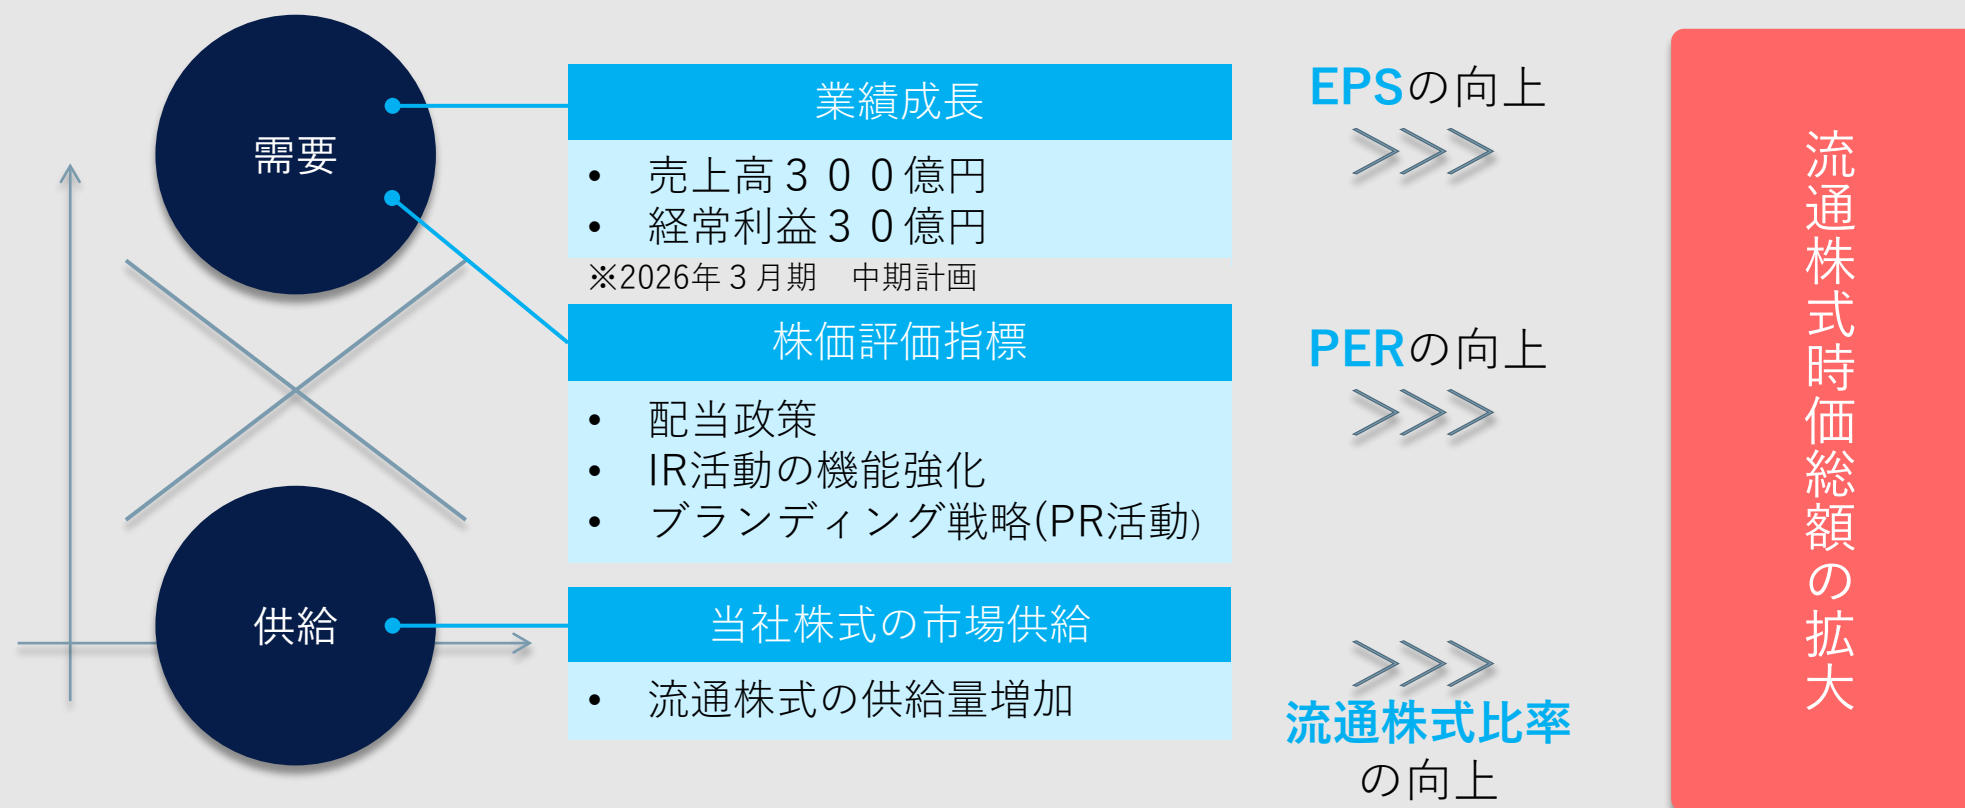 需要
業績成長
• 売上高３００億円
• 経常利益３０億円
※2026年３月期　中期計画
EPSの向上
株価評価指標
• 配当政策
• IR活動の機能強化
• ブランディング戦略(PR活動)
PERの向上
供給
当社株式の市場供給
• 流通株式の供給量増加
流通株式比率
の向上
流通株式時価総額の拡大